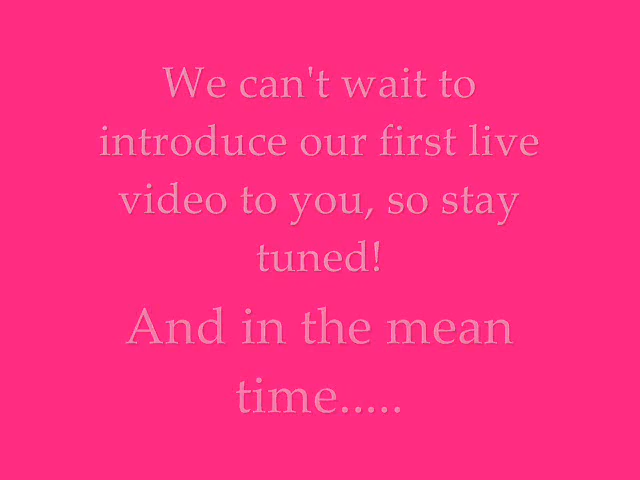 We can't wait to
introduce our first live
video to you, so stay
tuned!
And in the mean
time.....